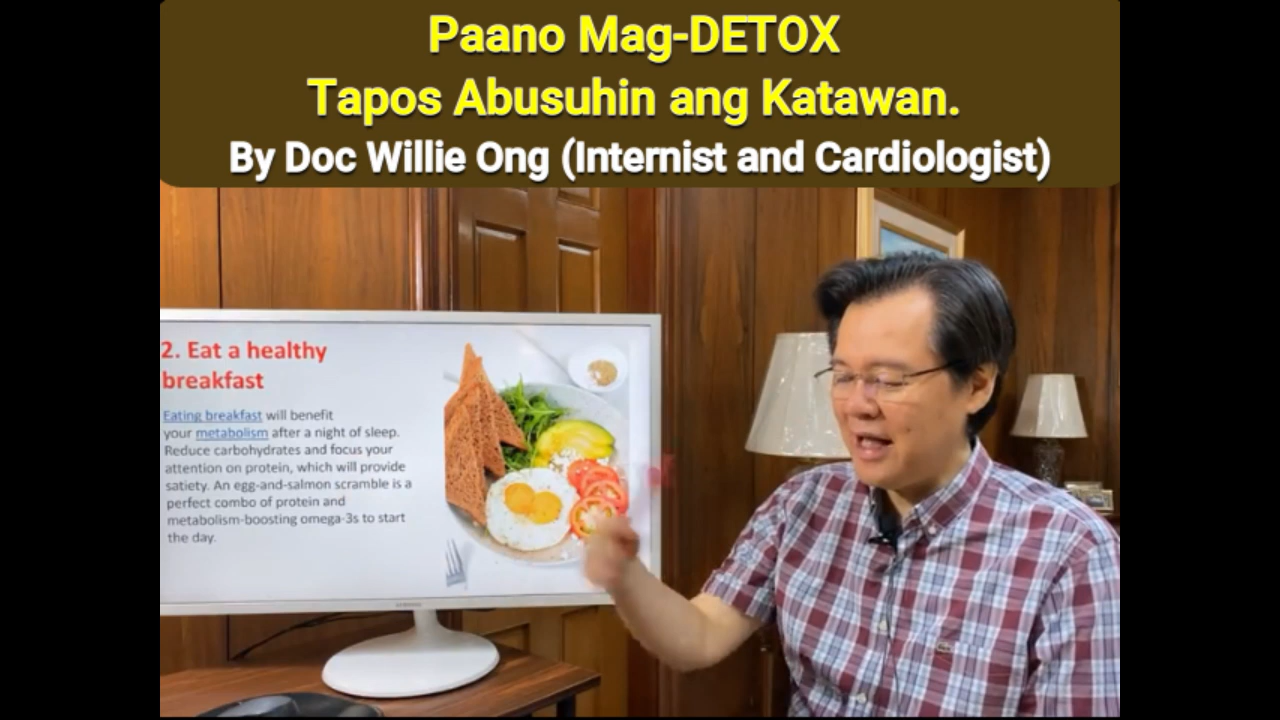 Paano Mag-DETOX
Tapos Abusuhin ang Katawan.
By Doc Willie Ong (Internist and Cardiologist)
2. Eat a healthy
breakfast
Eating breakfast will benefit
your metabolism after a night of sleep.
Reduce carbohydrates and focus your
attention on protein, which will provide
satiety. An egg-and-salmon scramble is a
perfect combo of protein and
metabolism-boosting omega-3s to start
the day.
SAMSUNG